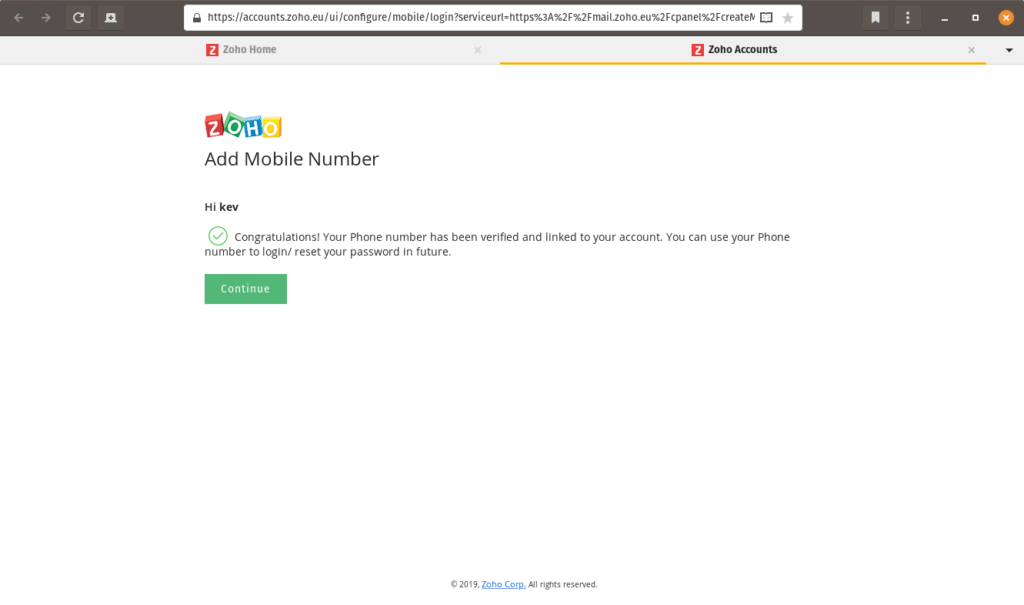 https://accounts.zoho.eu/ui/configure/mobile/login?serviceurl=https%3A%2F%2Fmail.zoho.eu%2Fcpanel%2Fcreate
Zoho Home
Zoho Accounts
ZOHO
Add Mobile Number
Hi kev
Congratulations! Your Phone number has been verified and linked to your account. You can use your Phone
number to login/ reset your password in future.
Continue
© 2019, Zoho Corp. All rights reserved.